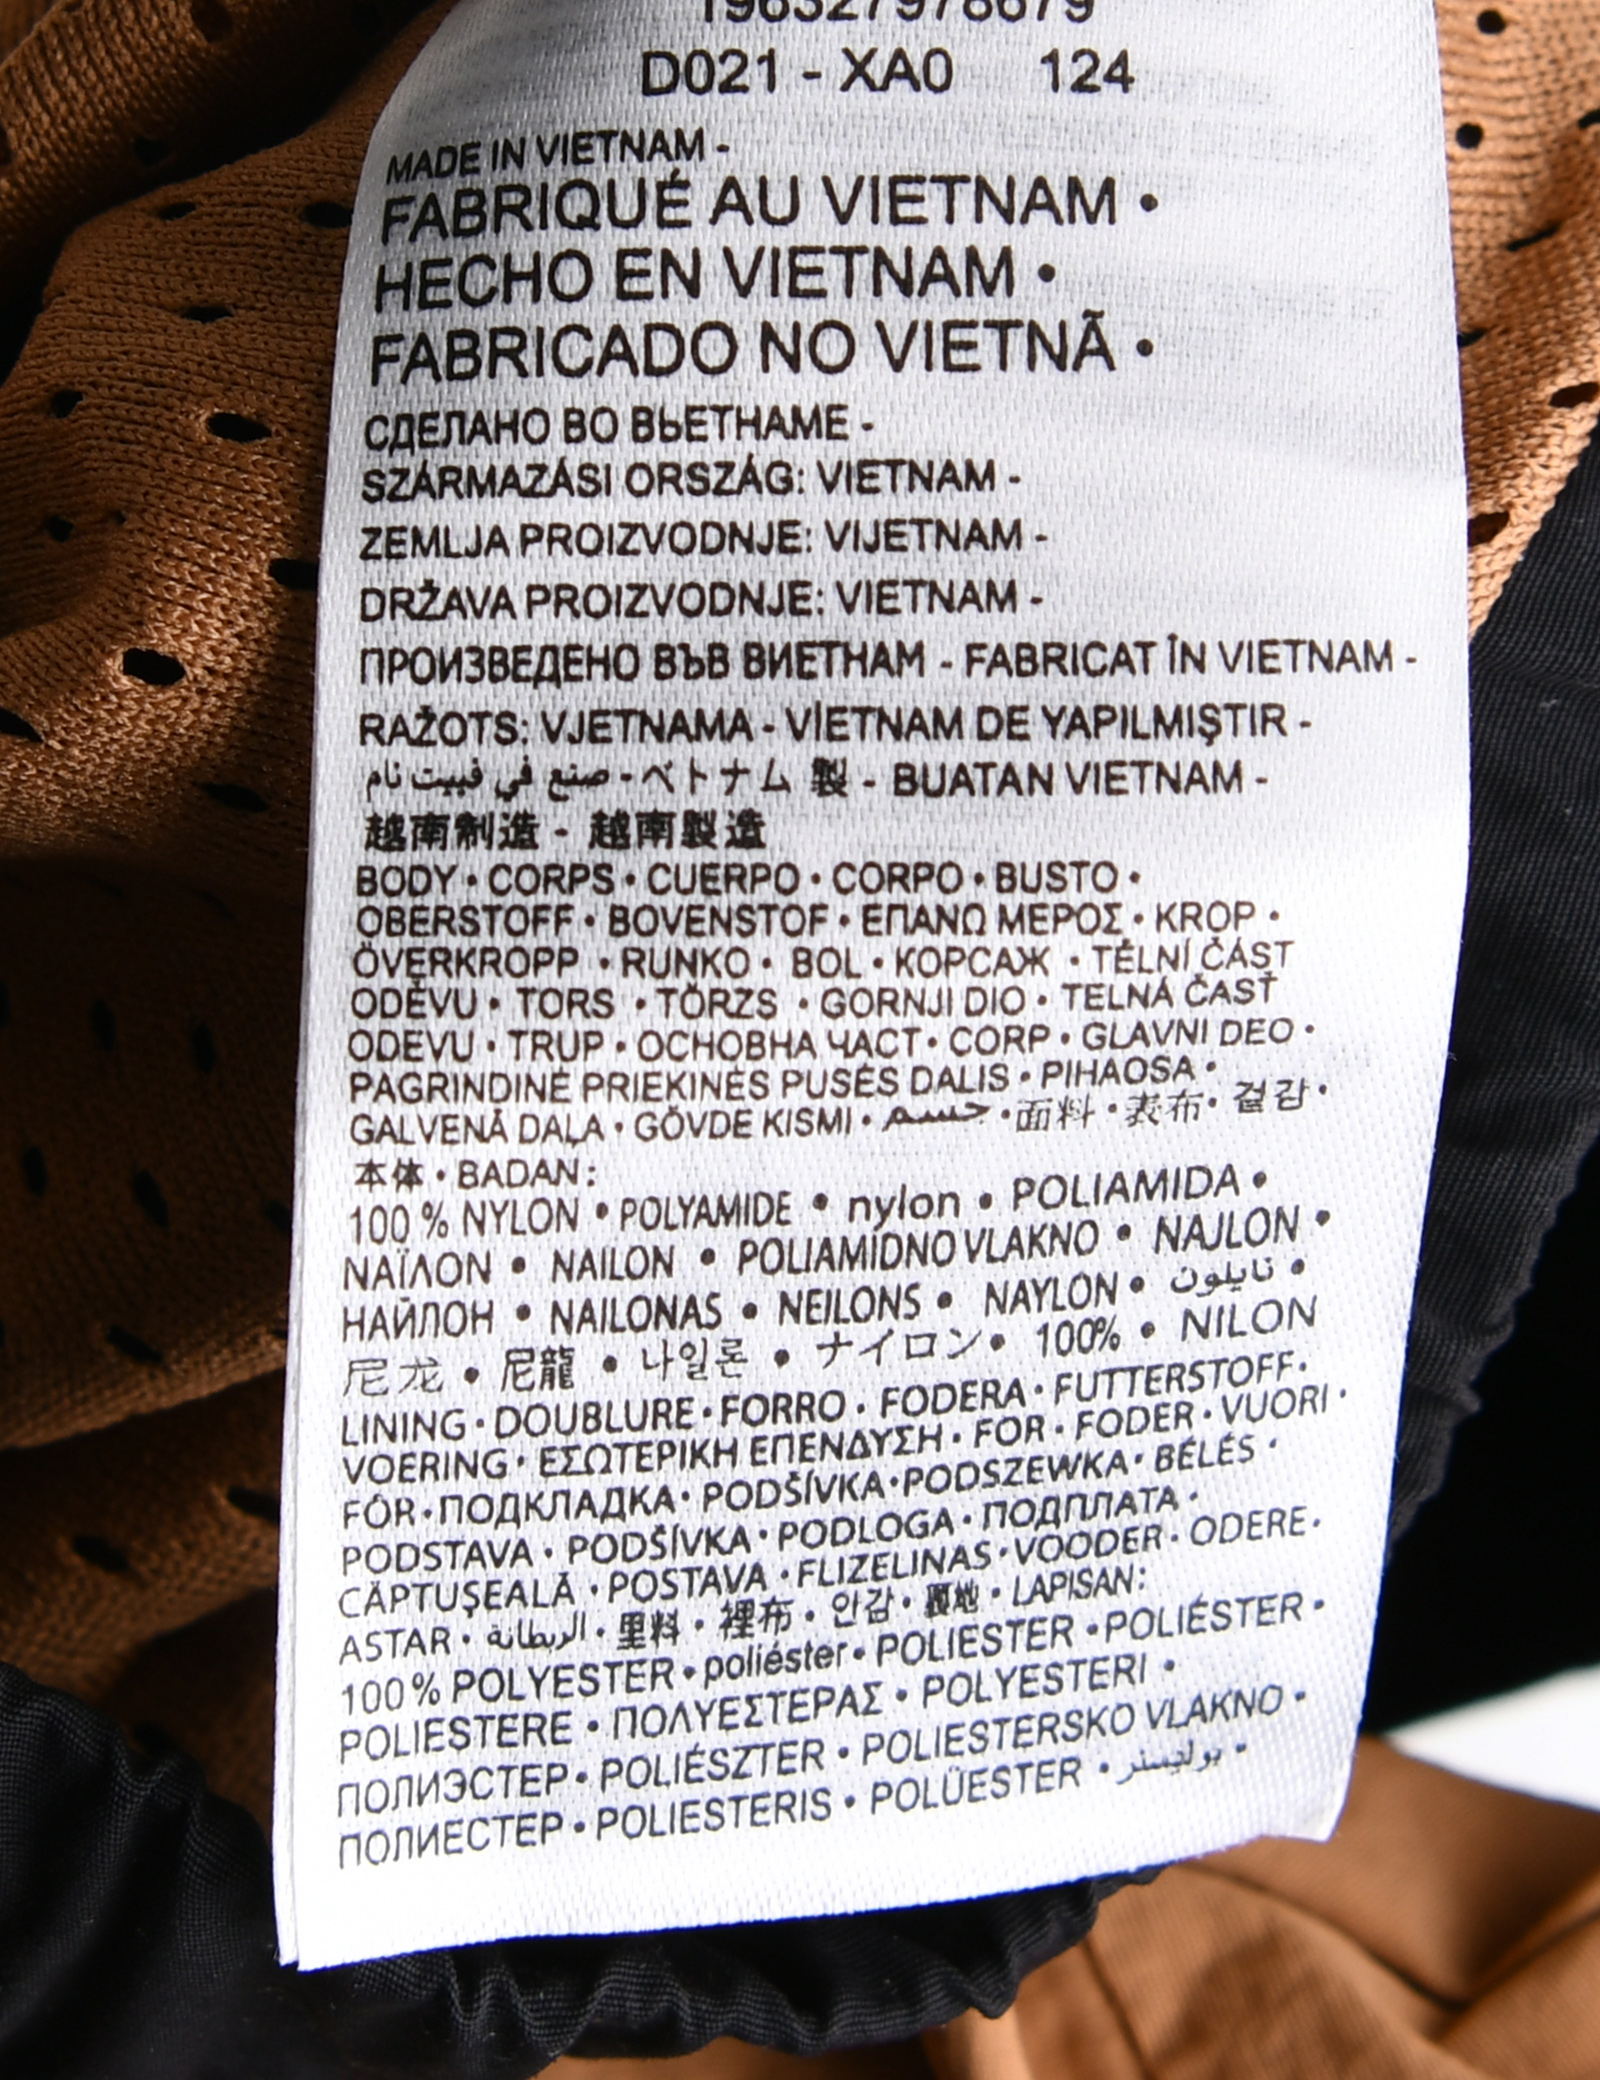 196327978679
D021 - XA0 124
MADE IN VIETNAM -
FABRIQUÉ AU VIETNAM •
HECHO EN VIETNAM •
FABRICADO NO VIETNÃ •
СДЕЛАНО ВО ВЬЕТНАМЕ -
SZÁRMAZÁSI ORSZÁG: VIETNAM -
ZEMLJA PROIZVODNJE: VIJETNAM -
DRŽAVA PROIZVODNJE: VIETNAM -
ПРОИЗВЕДЕНО ВЪВ ВИЕТНАМ - FABRICAT ÎN VIETNAM -
RAŽOTS: VJETNAMA - VİETNAM DE YAPILMIŞTIR -
صنع في فييت نام - ベトナム 製 - BUATAN VIETNAM -
越南制造 - 越南製造
BODY • CORPS • CUERPO • CORPO • BUSTO •
OBERSTOFF • BOVENSTOF • ΕΠΑΝΩ ΜΕΡΟΣ • KROP •
ÖVERKROPP • RUNKO • BOL • КОРСАЖ • TĚLNÍ ČÁST
ODĚVU • TORS • TÖRZS • GORNJI DIO • TELNÁ ČASŤ
ODEVU • TRUP • ОСНОВНА ЧАСТ • CORP • GLAVNI DEO •
PAGRINDINĖ PRIEKINĖS PUSĖS DALIS • PIHAOSA •
GALVENĀ DAĻA • GÖVDE KISMI • جسم • 面料 • 表布 • 겉감 •
本体 • BADAN:
100 % NYLON • POLYAMIDE • nylon • POLIAMIDA •
ΝΑΪΛΟΝ • NAILON • POLIAMIDNO VLAKNO • NAJLON •
НАЙЛОН • NAILONAS • NEILONS • NAYLON • نايلون •
尼龙 • 尼龍 • 나일론 • ナイロン • 100% • NILON
LINING • DOUBLURE • FORRO • FODERA • FUTTERSTOFF •
VOERING • ΕΣΩΤΕΡΙΚΗ ΕΠΕΝΔΥΣΗ • FOR • FODER • VUORI •
FÔR • ПОДКЛАДКА • PODŠÍVKA • PODSZEWKA • BÉLÉS •
PODSTAVA • PODŠÍVKA • PODLOGA • ПОДПЛАТА •
CĂPTUȘEALĂ • POSTAVA • FLIZELINAS • VOODER • ODERE •
ASTAR • الربطانة • 里料 • 裡布 • 안감 • 裏地 • LAPISAN:
100 % POLYESTER • poliéster • POLIESTER • POLIÉSTER •
POLIESTERE • ΠΟΛΥΕΣΤΕΡΑΣ • POLYESTERI •
ПОЛИЭСТЕР • POLIÉSZTER • POLIESTERSKO VLAKNO •
ПОЛИЕСТЕР • POLIESTERIS • POLÜESTER • بوليستر •